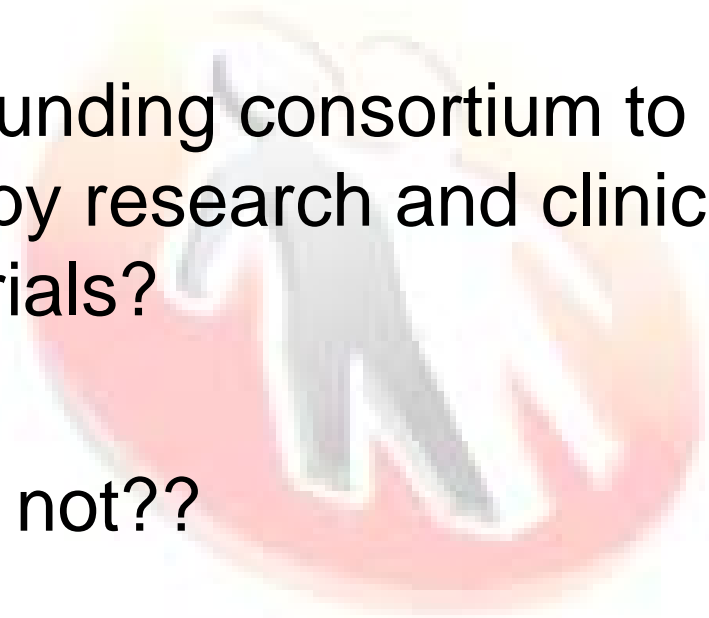 unding consortium to
by research and clinic
rials?
not??